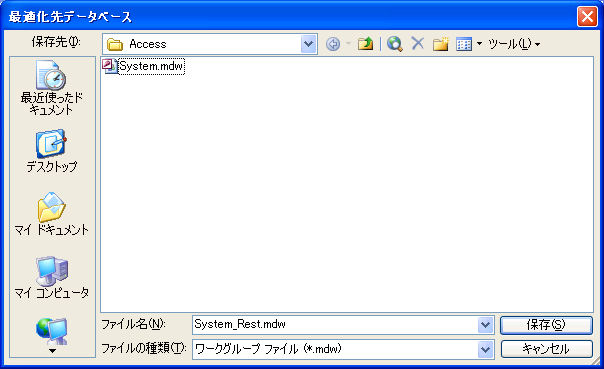 最適化先データベース
保存先(I):
Access
ツール(L)
System.mdw
最近使ったド
キュメント
デスクトップ
マイ ドキュメント
マイ コンピュータ
ファイル名(N):
System_Rest.mdw
保存(S)
ファイルの種類(T):
ワークグループ ファイル (*.mdw)
キャンセル